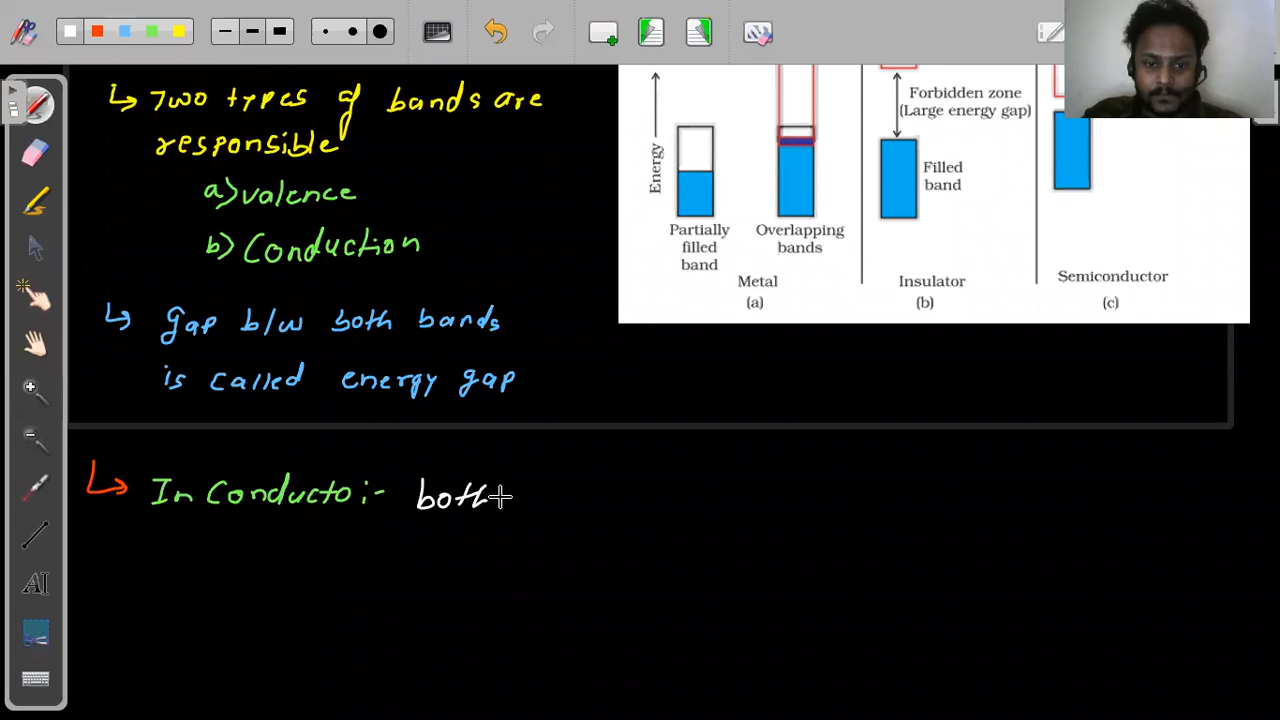 ↳ Two types of bands are
responsible
a) valence
b) Conduction
↳ Gap b/w both bands
is called energy gap
Energy
Partially
filled
band
Overlapping
bands
Metal
(a)
Forbidden zone
(Large energy gap)
Filled
band
Insulator
(b)
Semiconductor
(c)
↳ In Conducto :- both
AI